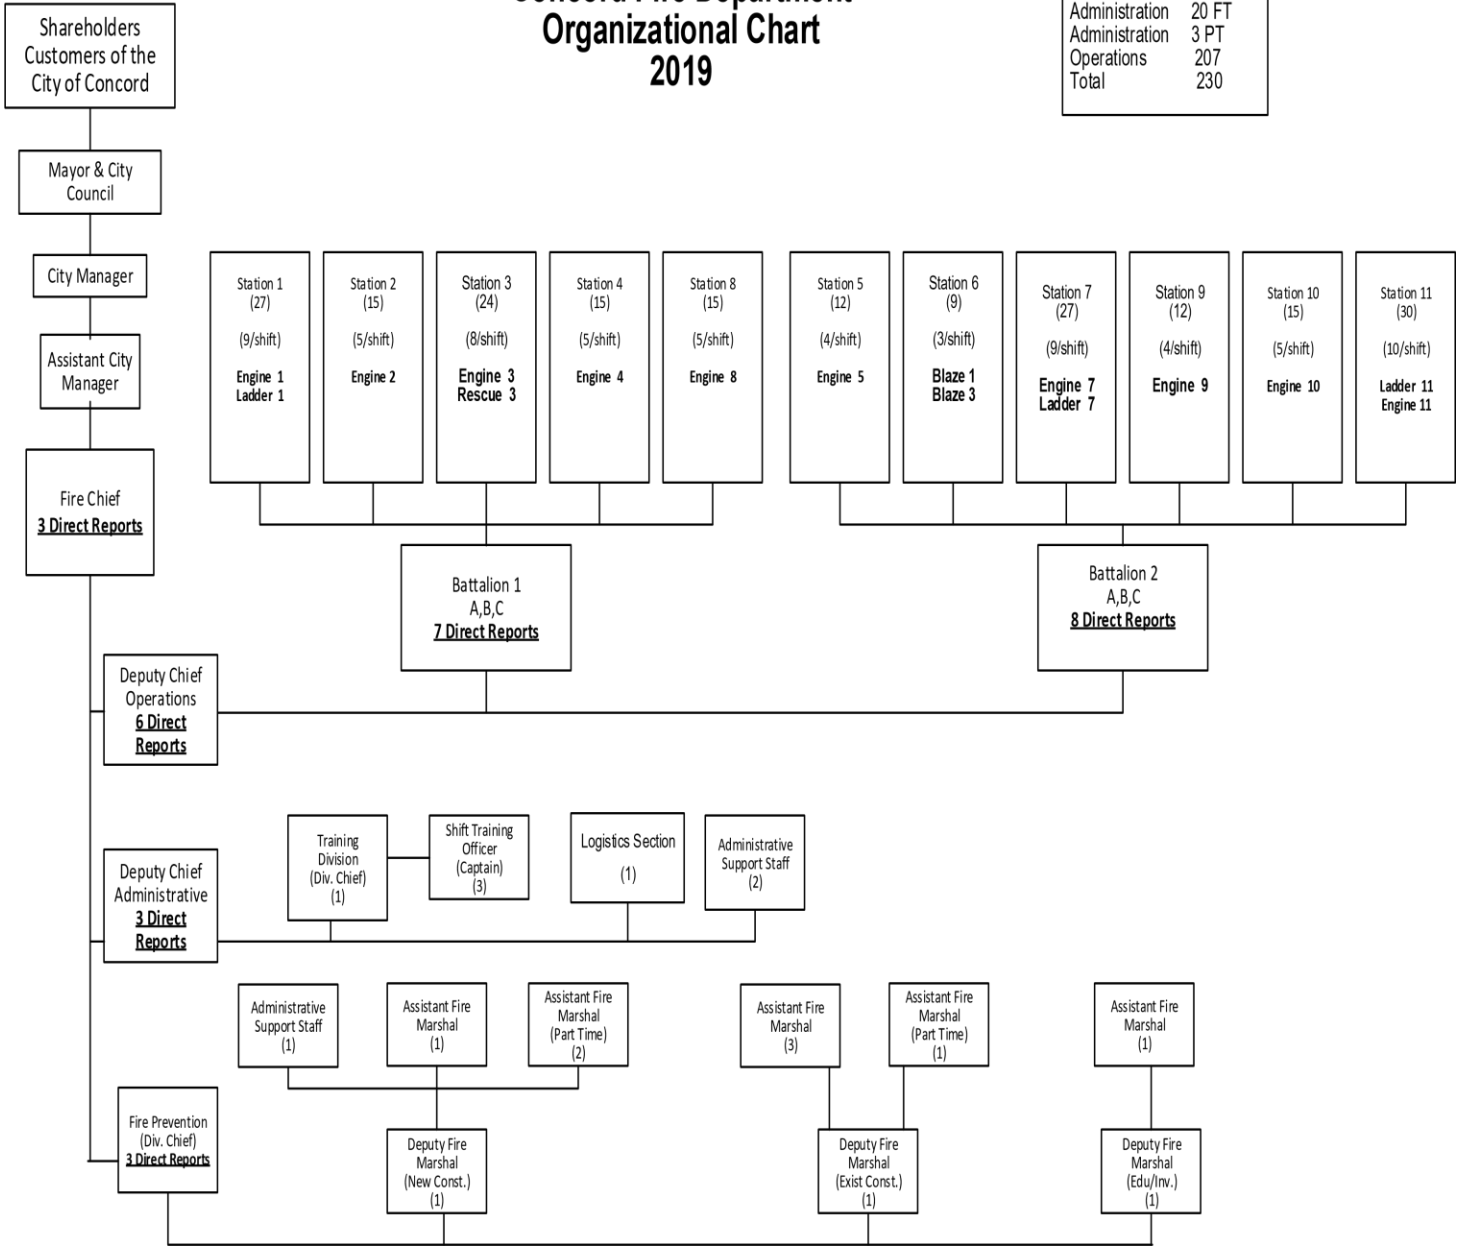 Concord Fire Department
Organizational Chart
2019
Administration 20 FT
Administration 3 PT
Operations 207
Total 230
Shareholders
Customers of the
City of Concord
Mayor & City
Council
City Manager
Assistant City
Manager
Fire Chief
3 Direct Reports
Station 1
(27)
(9/shift)
Engine 1
Ladder 1
Station 2
(15)
(5/shift)
Engine 2
Station 3
(24)
(8/shift)
Engine 3
Rescue 3
Station 4
(15)
(5/shift)
Engine 4
Station 8
(15)
(5/shift)
Engine 8
Station 5
(12)
(4/shift)
Engine 5
Station 6
(9)
(3/shift)
Blaze 1
Blaze 3
Station 7
(27)
(9/shift)
Engine 7
Ladder 7
Station 9
(12)
(4/shift)
Engine 9
Station 10
(15)
(5/shift)
Engine 10
Station 11
(30)
(10/shift)
Ladder 11
Engine 11
Battalion 1
A,B,C
7 Direct Reports
Battalion 2
A,B,C
8 Direct Reports
Deputy Chief
Operations
6 Direct
Reports
Deputy Chief
Administrative
3 Direct
Reports
Training
Division
(Div. Chief)
(1)
Shift Training
Officer
(Captain)
(3)
Logistics Section
(1)
Administrative
Support Staff
(2)
Administrative
Support Staff
(1)
Assistant Fire
Marshal
(1)
Assistant Fire
Marshal
(Part Time)
(2)
Assistant Fire
Marshal
(3)
Assistant Fire
Marshal
(Part Time)
(1)
Assistant Fire
Marshal
(1)
Fire Prevention
(Div. Chief)
3 Direct Reports
Deputy Fire
Marshal
(New Const.)
(1)
Deputy Fire
Marshal
(Exist Const.)
(1)
Deputy Fire
Marshal
(Edu/Inv.)
(1)